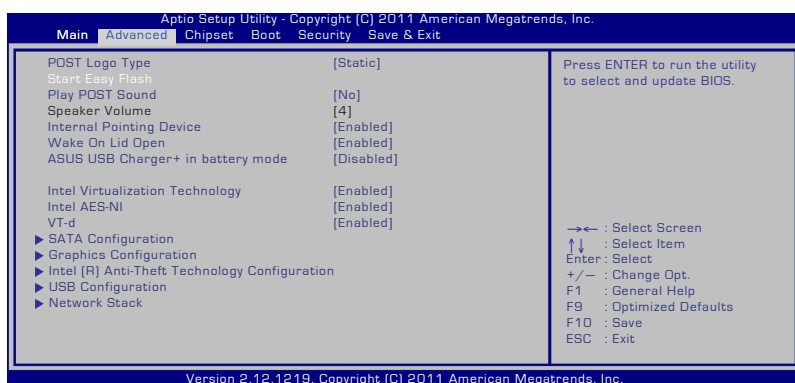 Aptio Setup Utility - Copyright (C) 2011 American Megatrends, Inc.
Main Advanced Chipset Boot Security Save & Exit
POST Logo Type [Static]
Start Easy Flash
Play POST Sound [No]
Speaker Volume [4]
Internal Pointing Device [Enabled]
Wake On Lid Open [Enabled]
ASUS USB Charger+ in battery mode [Disabled]
Intel Virtualization Technology [Enabled]
Intel AES-NI [Enabled]
VT-d [Enabled]
SATA Configuration
Graphics Configuration
Intel (R) Anti-Theft Technology Configuration
USB Configuration
Network Stack
Press ENTER to run the utility
to select and update BIOS.
→← : Select Screen
↑↓ : Select Item
Enter : Select
+/— : Change Opt.
F1 : General Help
F9 : Optimized Defaults
F10 : Save
ESC : Exit
Version 2.12.1219. Copyright (C) 2011 American Megatrends, Inc.